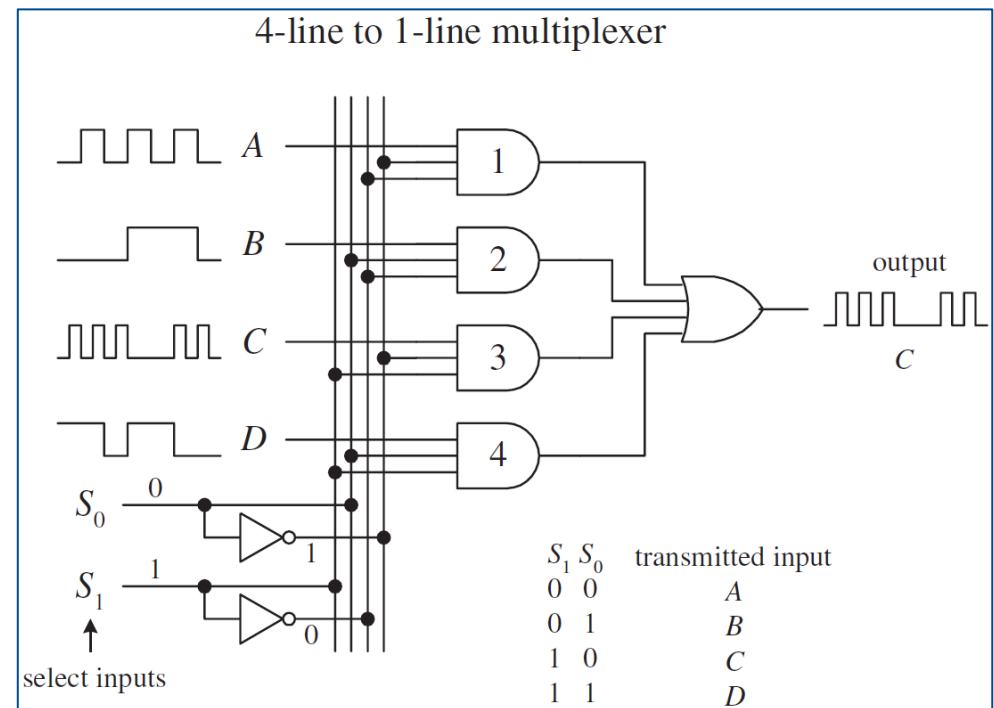 4-line to 1-line multiplexer
A
1
B
2
output
C
3
C
D
4
S0 0
1
S1 1
0
select inputs
S1 S0 transmitted input
0 0 A
0 1 B
1 0 C
1 1 D